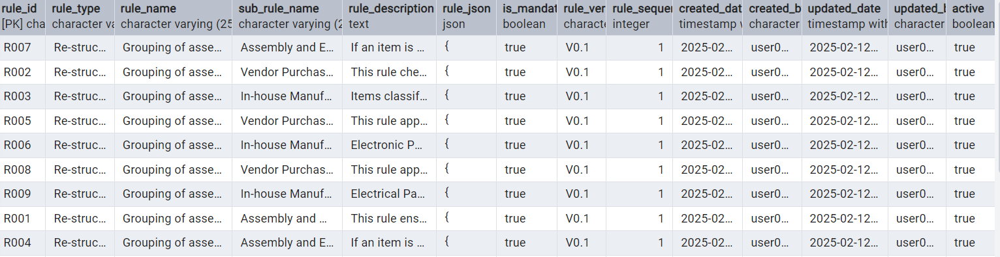 rule_id rule_type rule_name sub_rule_name rule_description rule_json is_mandat rule_ver rule_sequer created_dat created_b updated_date updated_b active
[PK] cha character va character varying (25 character varying (2 text json boolean characte integer timestamp w character timestamp with character boolean
R007 Re-struc... Grouping of asse... Assembly and E... If an item is ... { true V0.1 1 2025-02... user0... 2025-02-12... user0... true
R002 Re-struc... Grouping of asse... Vendor Purchas... This rule che... { true V0.1 1 2025-02... user0... 2025-02-12... user0... true
R003 Re-struc... Grouping of asse... In-house Manuf... Items classif... { true V0.1 1 2025-02... user0... 2025-02-12... user0... true
R005 Re-struc... Grouping of asse... Vendor Purchas... This rule app... { true V0.1 1 2025-02... user0... 2025-02-12... user0... true
R006 Re-struc... Grouping of asse... In-house Manuf... Electronic P... { true V0.1 1 2025-02... user0... 2025-02-12... user0... true
R008 Re-struc... Grouping of asse... Vendor Purchas... This rule app... { true V0.1 1 2025-02... user0... 2025-02-12... user0... true
R009 Re-struc... Grouping of asse... In-house Manuf... Electrical Pa... { true V0.1 1 2025-02... user0... 2025-02-12... user0... true
R001 Re-struc... Grouping of asse... Assembly and ... This rule ens... { true V0.1 1 2025-02... user0... 2025-02-12... user0... true
R004 Re-struc... Grouping of asse... Assembly and E... If an item is ... { true V0.1 1 2025-02... user0... 2025-02-12... user0... true